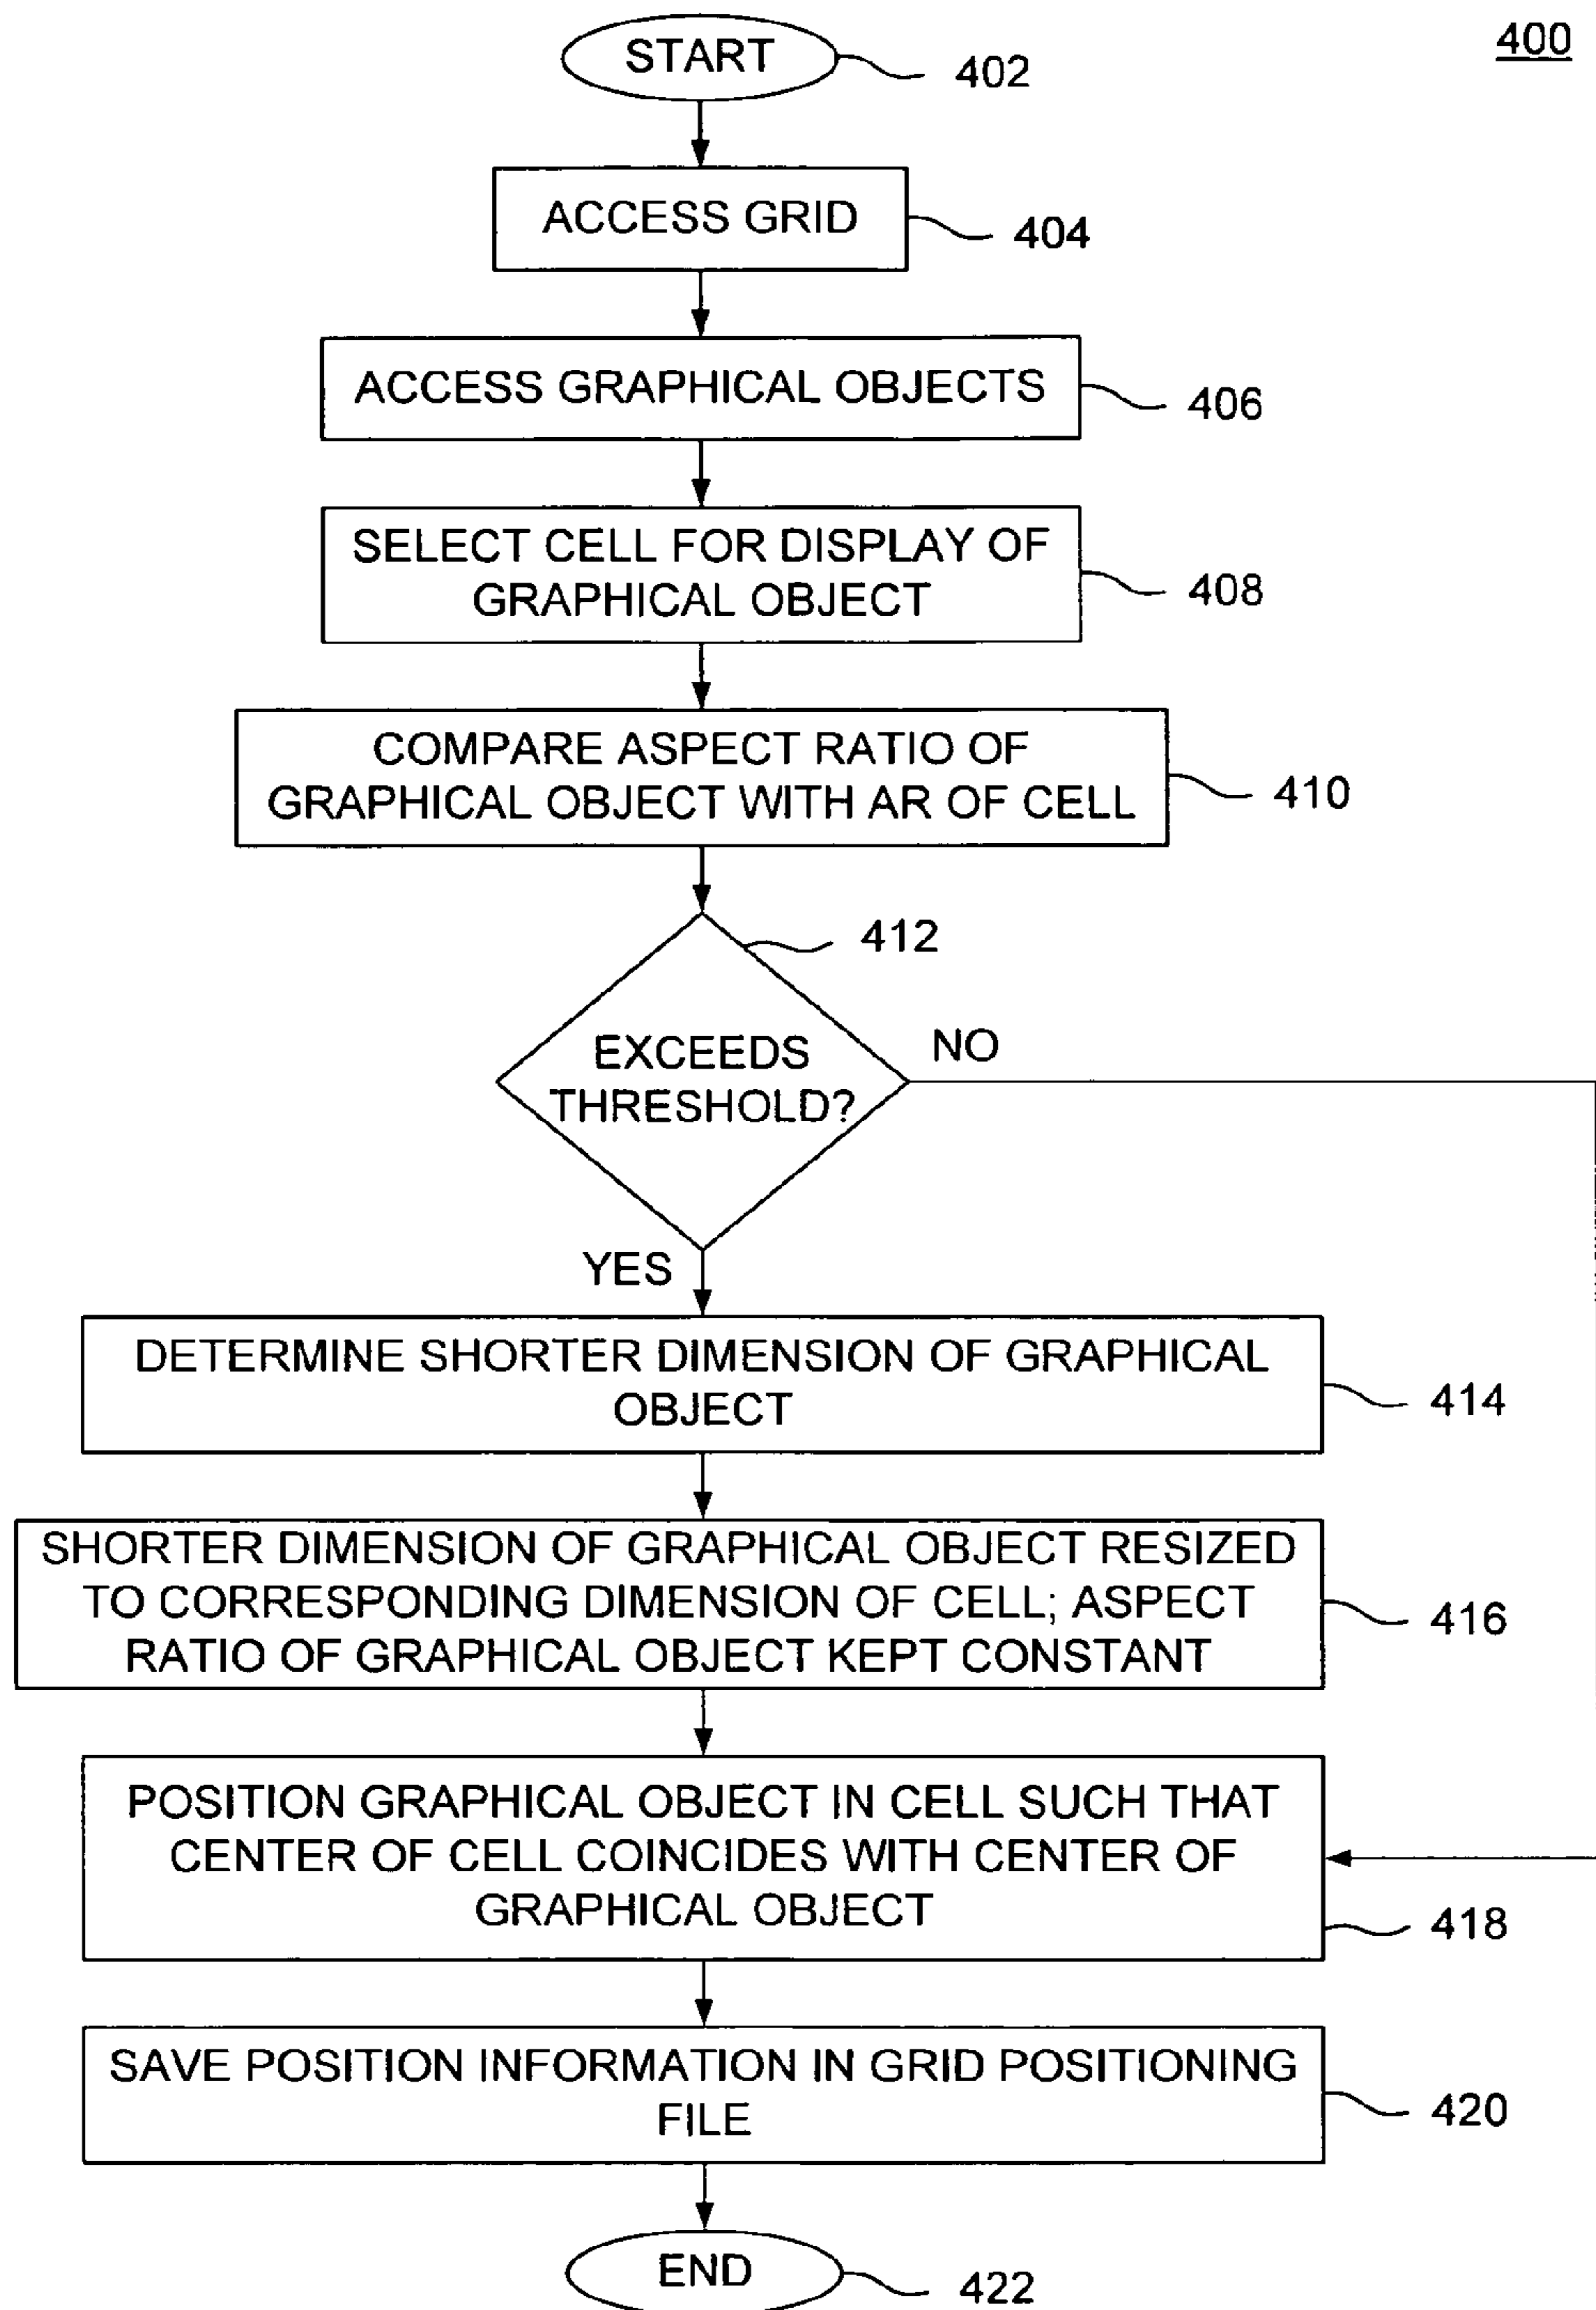 400
START
402
ACCESS GRID
404
ACCESS GRAPHICAL OBJECTS
406
SELECT CELL FOR DISPLAY OF
GRAPHICAL OBJECT
408
COMPARE ASPECT RATIO OF
GRAPHICAL OBJECT WITH AR OF CELL
410
412
EXCEEDS
THRESHOLD?
NO
YES
DETERMINE SHORTER DIMENSION OF GRAPHICAL
OBJECT
414
SHORTER DIMENSION OF GRAPHICAL OBJECT RESIZED
TO CORRESPONDING DIMENSION OF CELL; ASPECT
RATIO OF GRAPHICAL OBJECT KEPT CONSTANT
416
POSITION GRAPHICAL OBJECT IN CELL SUCH THAT
CENTER OF CELL COINCIDES WITH CENTER OF
GRAPHICAL OBJECT
418
SAVE POSITION INFORMATION IN GRID POSITIONING
FILE
420
END
422